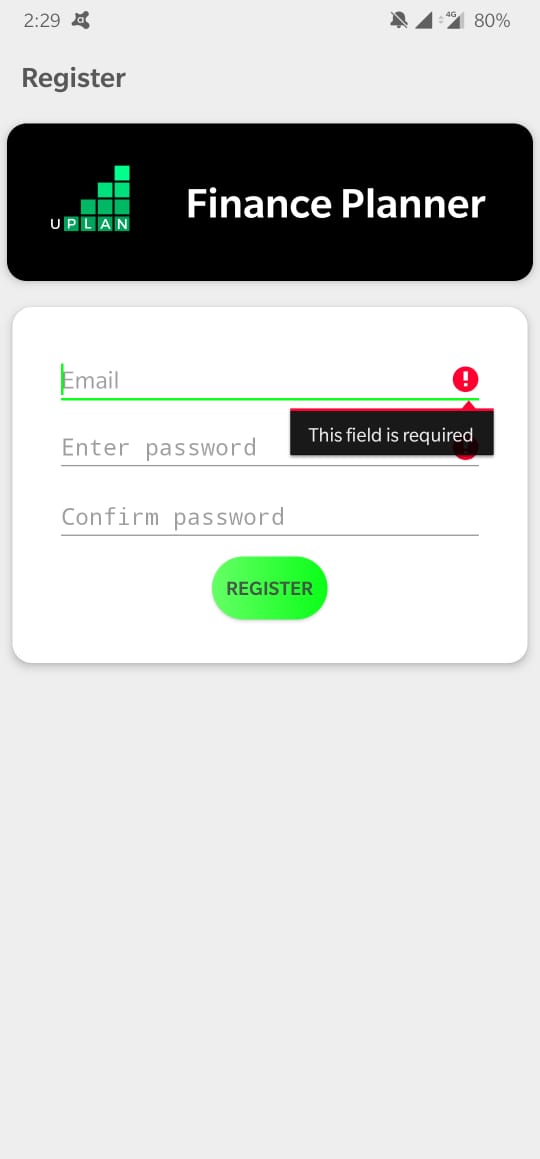 2:29
4G
80%
Register
UPLAN
Finance Planner
Email
This field is required
Enter password
Confirm password
REGISTER